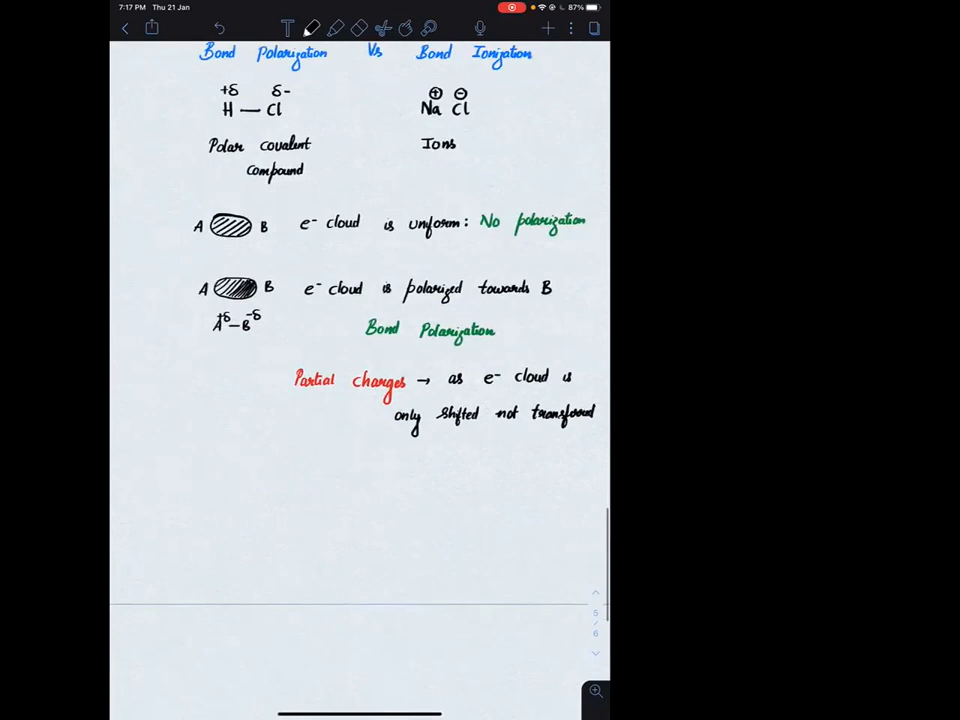 7:17 PM Thu 21 Jan
87%
Bond Polarization Vs Bond Ionization
+δ δ-
H — Cl
⊕ ⊖
Na Cl
Polar covalent
compound
Ions
A B e- cloud is uniform: No polarization
A B e- cloud is polarized towards B
+δ -δ
A — B
Bond Polarization
Partial charges → as e- cloud is
only shifted not
5
/
6